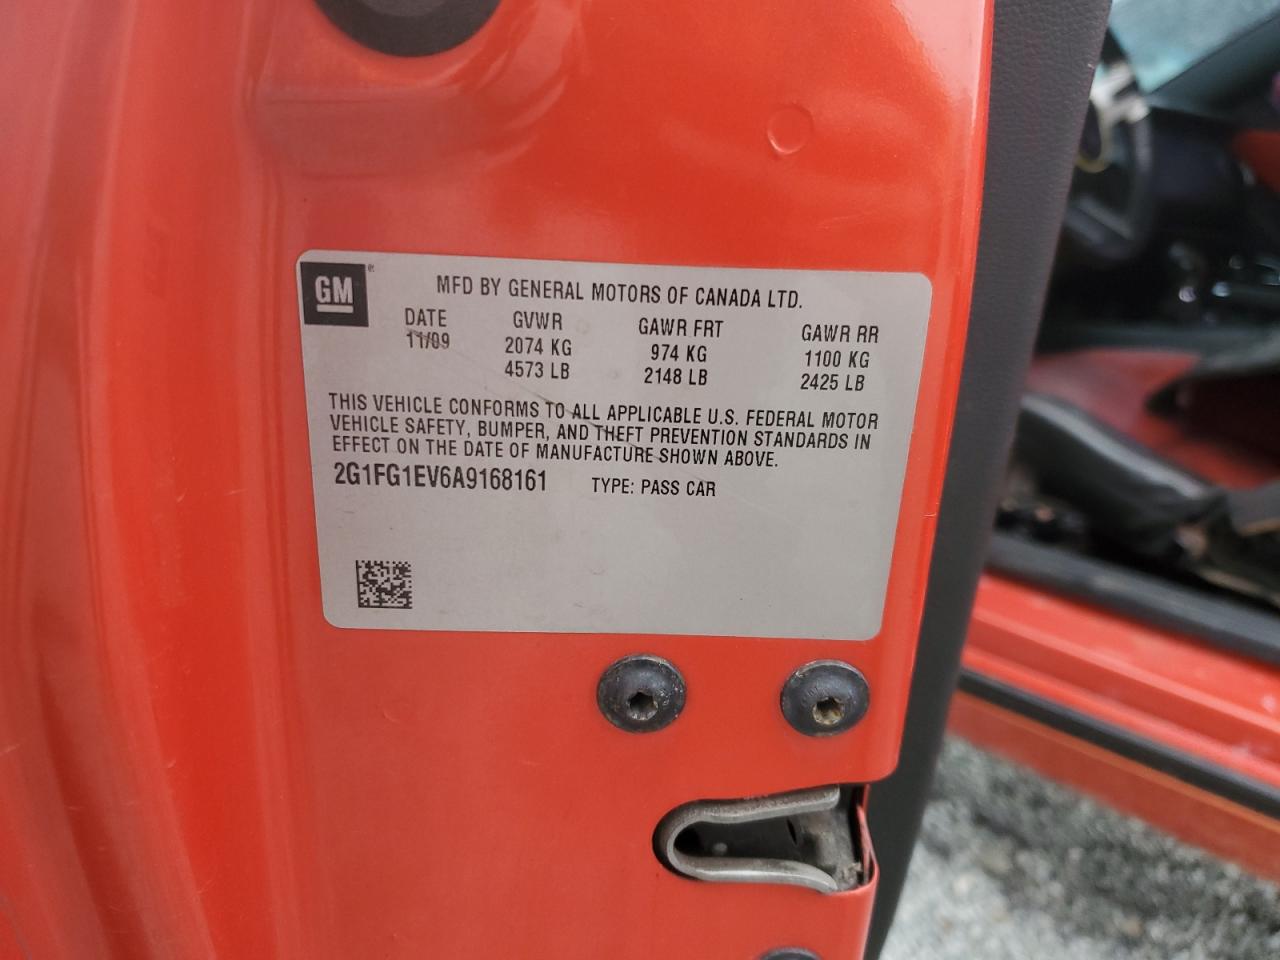 GM
MFD BY GENERAL MOTORS OF CANADA LTD.
DATE GVWR GAWR FRT GAWR RR
11/09 2074 KG 974 KG 1100 KG
4573 LB 2148 LB 2425 LB
THIS VEHICLE CONFORMS TO ALL APPLICABLE U.S. FEDERAL MOTOR
VEHICLE SAFETY, BUMPER, AND THEFT PREVENTION STANDARDS IN
EFFECT ON THE DATE OF MANUFACTURE SHOWN ABOVE.
2G1FG1EV6A9168161 TYPE: PASS CAR